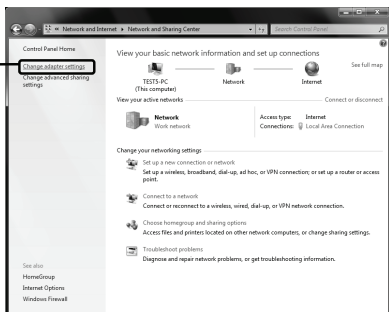 Network and Internet ▸ Network and Sharing Center
Search Control Panel
Control Panel Home
Change adapter settings
Change advanced sharing
settings
See also
HomeGroup
Internet Options
Windows Firewall
View your basic network information and set up connections
See full map
TEST5-PC
(This computer)
Network
Internet
View your active networks
Connect or disconnect
Network
Work network
Access type: Internet
Connections: Local Area Connection
Change your networking settings
Set up a new connection or network
Set up a wireless, broadband, dial-up, ad hoc, or VPN connection; or set up a router or access
point.
Connect to a network
Connect or reconnect to a wireless, wired, dial-up, or VPN network connection.
Choose homegroup and sharing options
Access files and printers located on other network computers, or change sharing settings.
Troubleshoot problems
Diagnose and repair network problems, or get troubleshooting information.